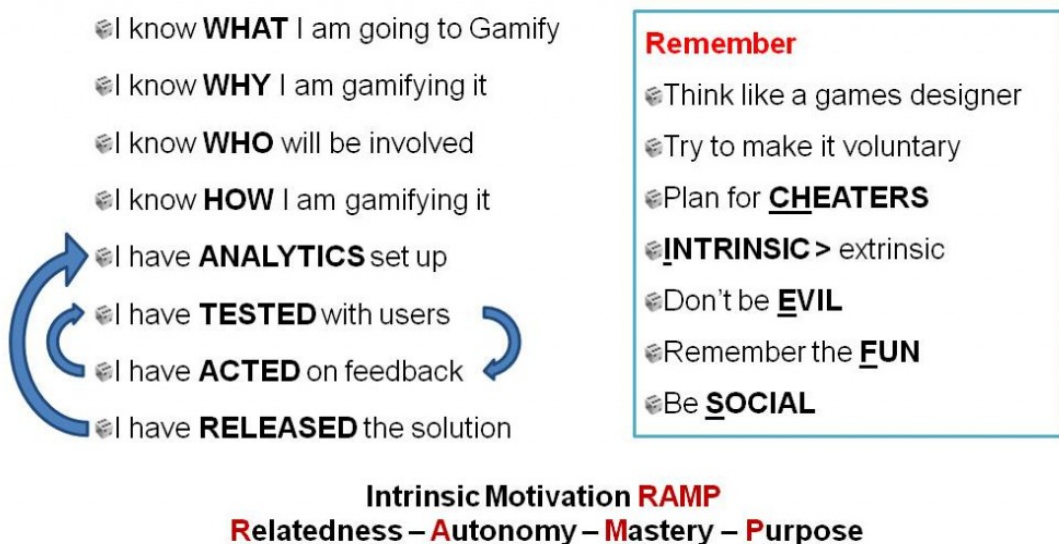 I know WHAT I am going to Gamify
I know WHY I am gamifying it
I know WHO will be involved
I know HOW I am gamifying it
I have ANALYTICS set up
I have TESTED with users
I have ACTED on feedback
I have RELEASED the solution
Remember
Think like a games designer
Try to make it voluntary
Plan for CHEATERS
INTRINSIC > extrinsic
Don't be EVIL
Remember the FUN
Be SOCIAL
Intrinsic Motivation RAMP
Relatedness – Autonomy – Mastery – Purpose